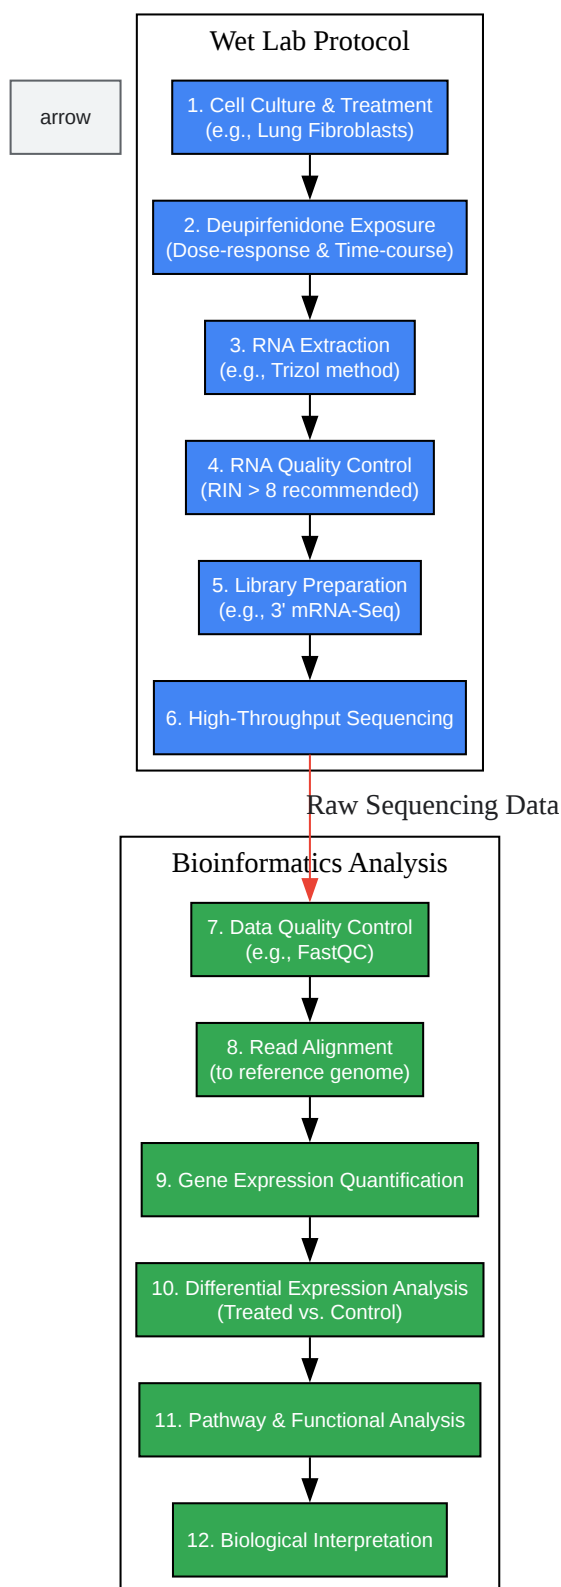 Wet Lab Protocol
arrow
1. Cell Culture & Treatment
(e.g., Lung Fibroblasts)
2. Deupirfenidone Exposure
(Dose-response & Time-course)
3. RNA Extraction
(e.g., Trizol method)
4. RNA Quality Control
(RIN > 8 recommended)
5. Library Preparation
(e.g., 3' mRNA-Seq)
6. High-Throughput Sequencing
Raw Sequencing Data
Bioinformatics Analysis
7. Data Quality Control
(e.g., FastQC)
8. Read Alignment
(to reference genome)
9. Gene Expression Quantification
10. Differential Expression Analysis
(Treated vs. Control)
11. Pathway & Functional Analysis
12. Biological Interpretation